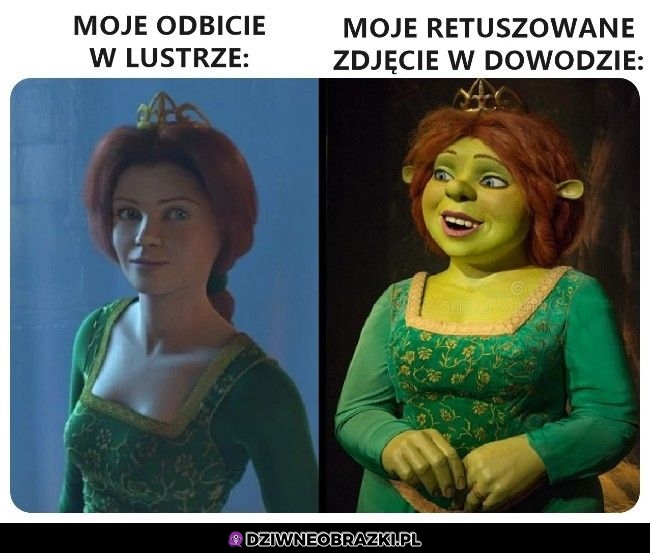 MOJE ODBICIE
W LUSTRZE:
MOJE RETUSZOWANE
ZDJĘCIE W DOWODZIE:
DZIWNEOBRAZKI.PL